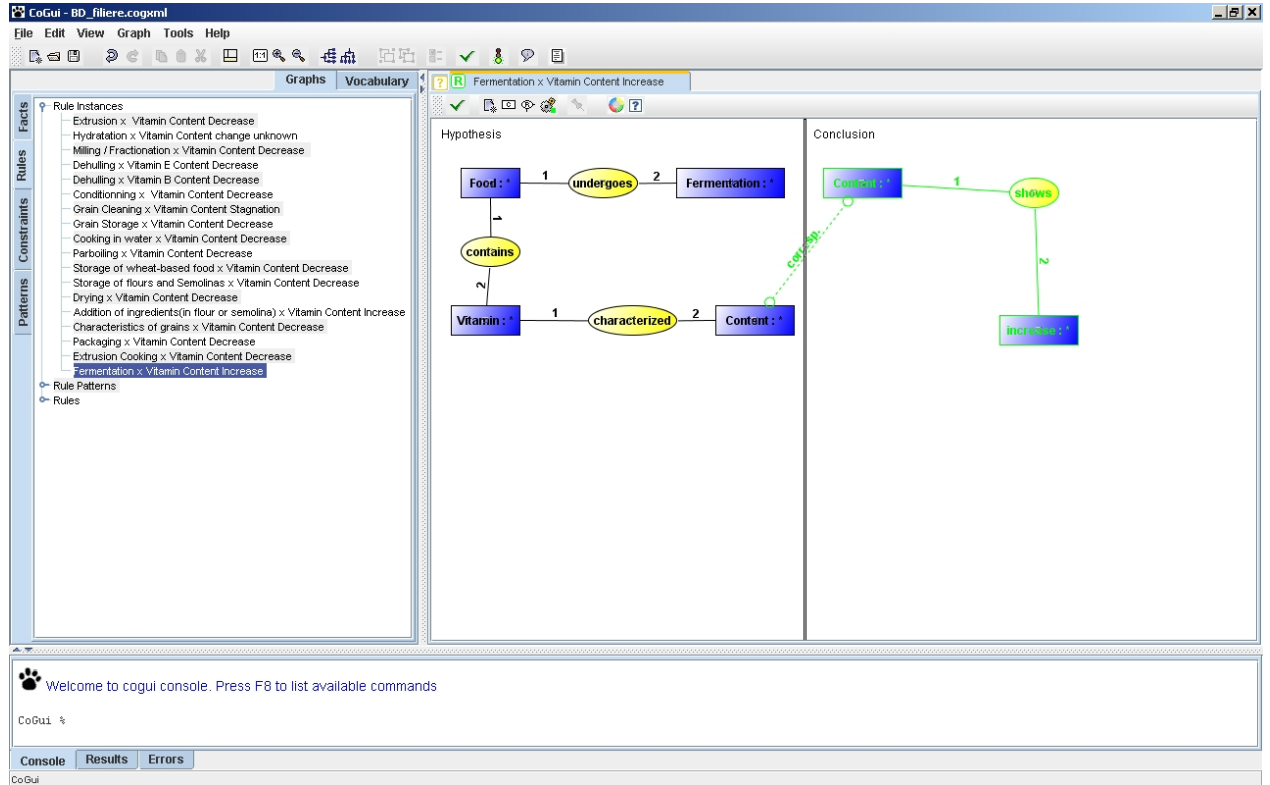 CoGui - BD_filiere.cogxml
File Edit View Graph Tools Help
1:1
Graphs Vocabulary
Facts
Rules
Constraints
Patterns
Rule Instances
Extrusion x Vitamin Content Decrease
Hydratation x Vitamin Content change unknown
Milling / Fractionation x Vitamin Content Decrease
Dehulling x Vitamin E Content Decrease
Dehulling x Vitamin B Content Decrease
Conditionning x Vitamin Content Decrease
Grain Cleaning x Vitamin Content Stagnation
Grain Storage x Vitamin Content Decrease
Cooking in water x Vitamin Content Decrease
Parboiling x Vitamin Content Decrease
Storage of wheat-based food x Vitamin Content Decrease
Storage of flours and Semolinas x Vitamin Content Decrease
Drying x Vitamin Content Decrease
Addition of ingredients(in flour or semolina) x Vitamin Content Increase
Characteristics of grains x Vitamin Content Decrease
Packaging x Vitamin Content Decrease
Extrusion Cooking x Vitamin Content Decrease
Fermentation x Vitamin Content Increase
Rule Patterns
Rules
? R Fermentation x Vitamin Content Increase
Hypothesis
Food : * 1 undergoes 2 Fermentation : *
1
contains
2
Vitamin : * 1 characterized 2 Content : *
corresp.
Conclusion
Content : * 1 shows
2
increase : *
Welcome to cogui console. Press F8 to list available commands
CoGui %
Console Results Errors
CoGui